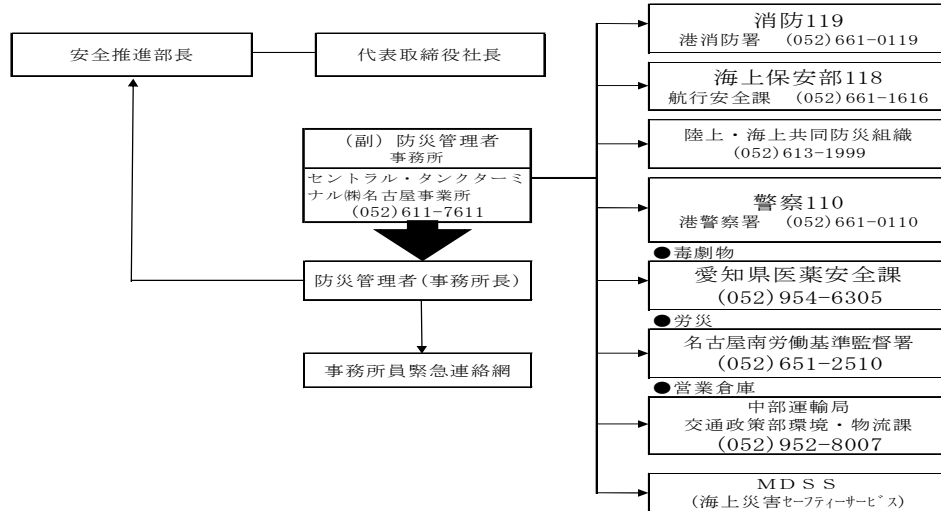 安全推進部長
代表取締役社長
(副)防災管理者
事務所
セントラル・タンクターミ
ナル㈱名古屋事業所
(052)611-7611
防災管理者(事務所長)
事務所員緊急連絡網
消防119
港消防署 (052)661-0119
海上保安部118
航行安全課 (052)661-1616
陸上・海上共同防災組織
(052)613-1999
警察110
港警察署 (052)661-0110
●毒劇物
愛知県医薬安全課
(052)954-6305
●労災
名古屋南労働基準監督署
(052)651-2510
●営業倉庫
中部運輸局
交通政策部環境・物流課
(052)952-8007
MDSS
(海上災害ｾｰﾌﾃｨｰｻｰﾋﾞｽ)